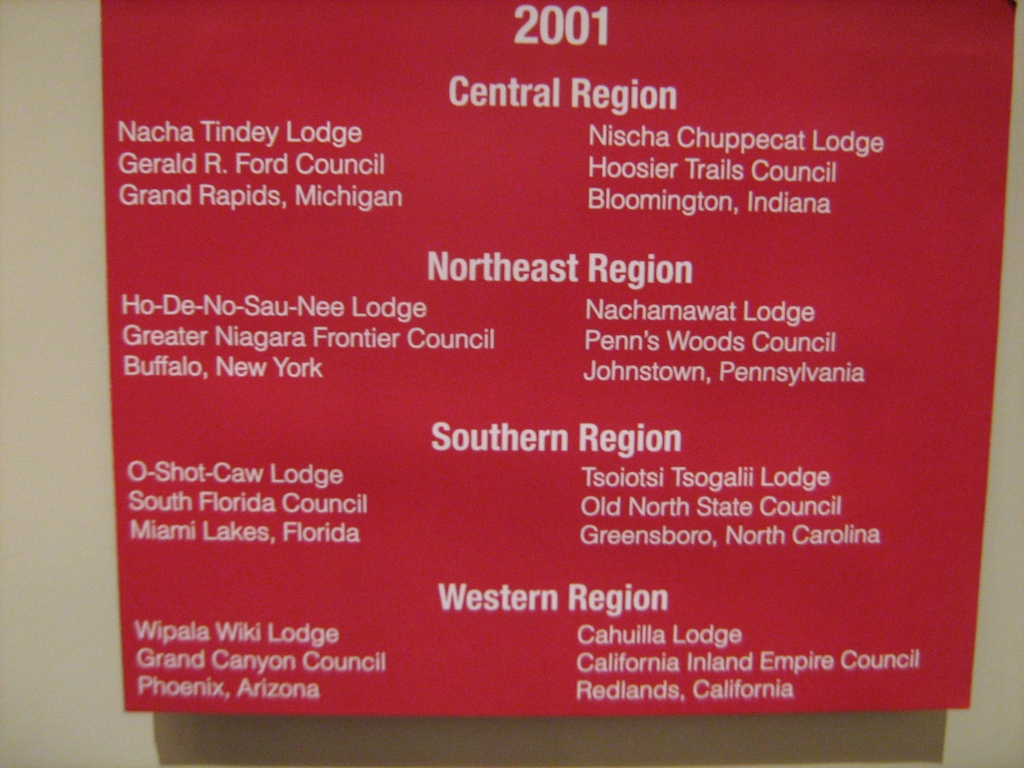 2001
Central Region
Nacha Tindey Lodge
Gerald R. Ford Council
Grand Rapids, Michigan
Nischa Chuppecat Lodge
Hoosier Trails Council
Bloomington, Indiana
Northeast Region
Ho-De-No-Sau-Nee Lodge
Greater Niagara Frontier Council
Buffalo, New York
Nachamawat Lodge
Penn's Woods Council
Johnstown, Pennsylvania
Southern Region
O-Shot-Caw Lodge
South Florida Council
Miami Lakes, Florida
Tsoiotsi Tsogalii Lodge
Old North State Council
Greensboro, North Carolina
Western Region
Wipala Wiki Lodge
Grand Canyon Council
Phoenix, Arizona
Cahuilla Lodge
California Inland Empire Council
Redlands, California